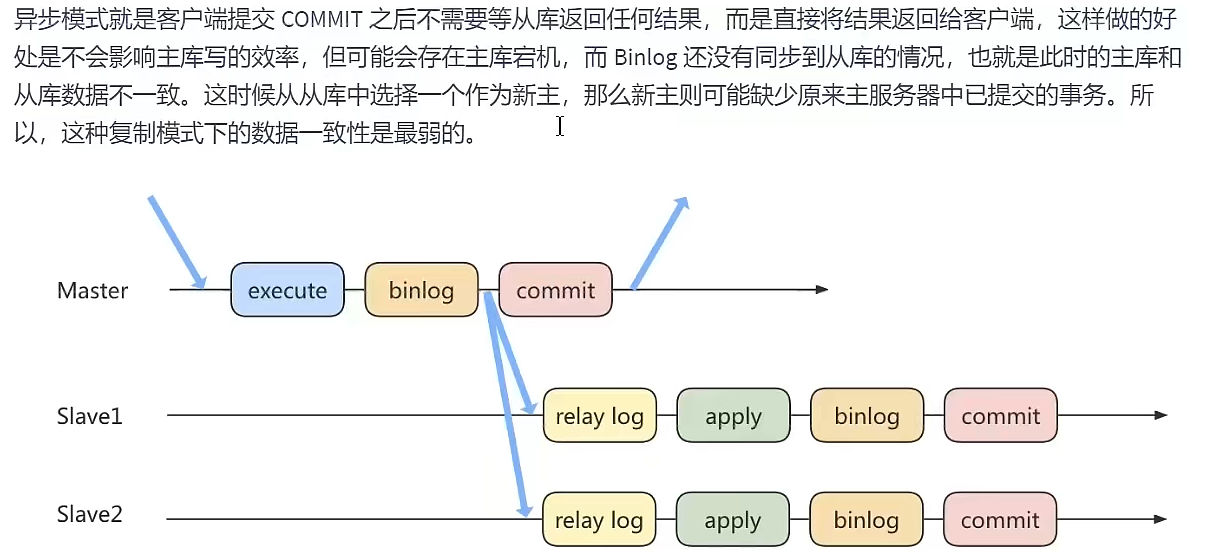 异步模式就是客户端提交 COMMIT 之后不需要等从库返回任何结果，而是直接将结果返回给客户端，这样做的好
处是不会影响主库写的效率，但可能会存在主库宕机，而 Binlog 还没有同步到从库的情况，也就是此时的主库和
从库数据不一致。这时候从从库中选择一个作为新主，那么新主则可能缺少原来主服务器中已提交的事务。所
以，这种复制模式下的数据一致性是最弱的。
Master execute binlog commit
Slave1 relay log apply binlog commit
Slave2 relay log apply binlog commit